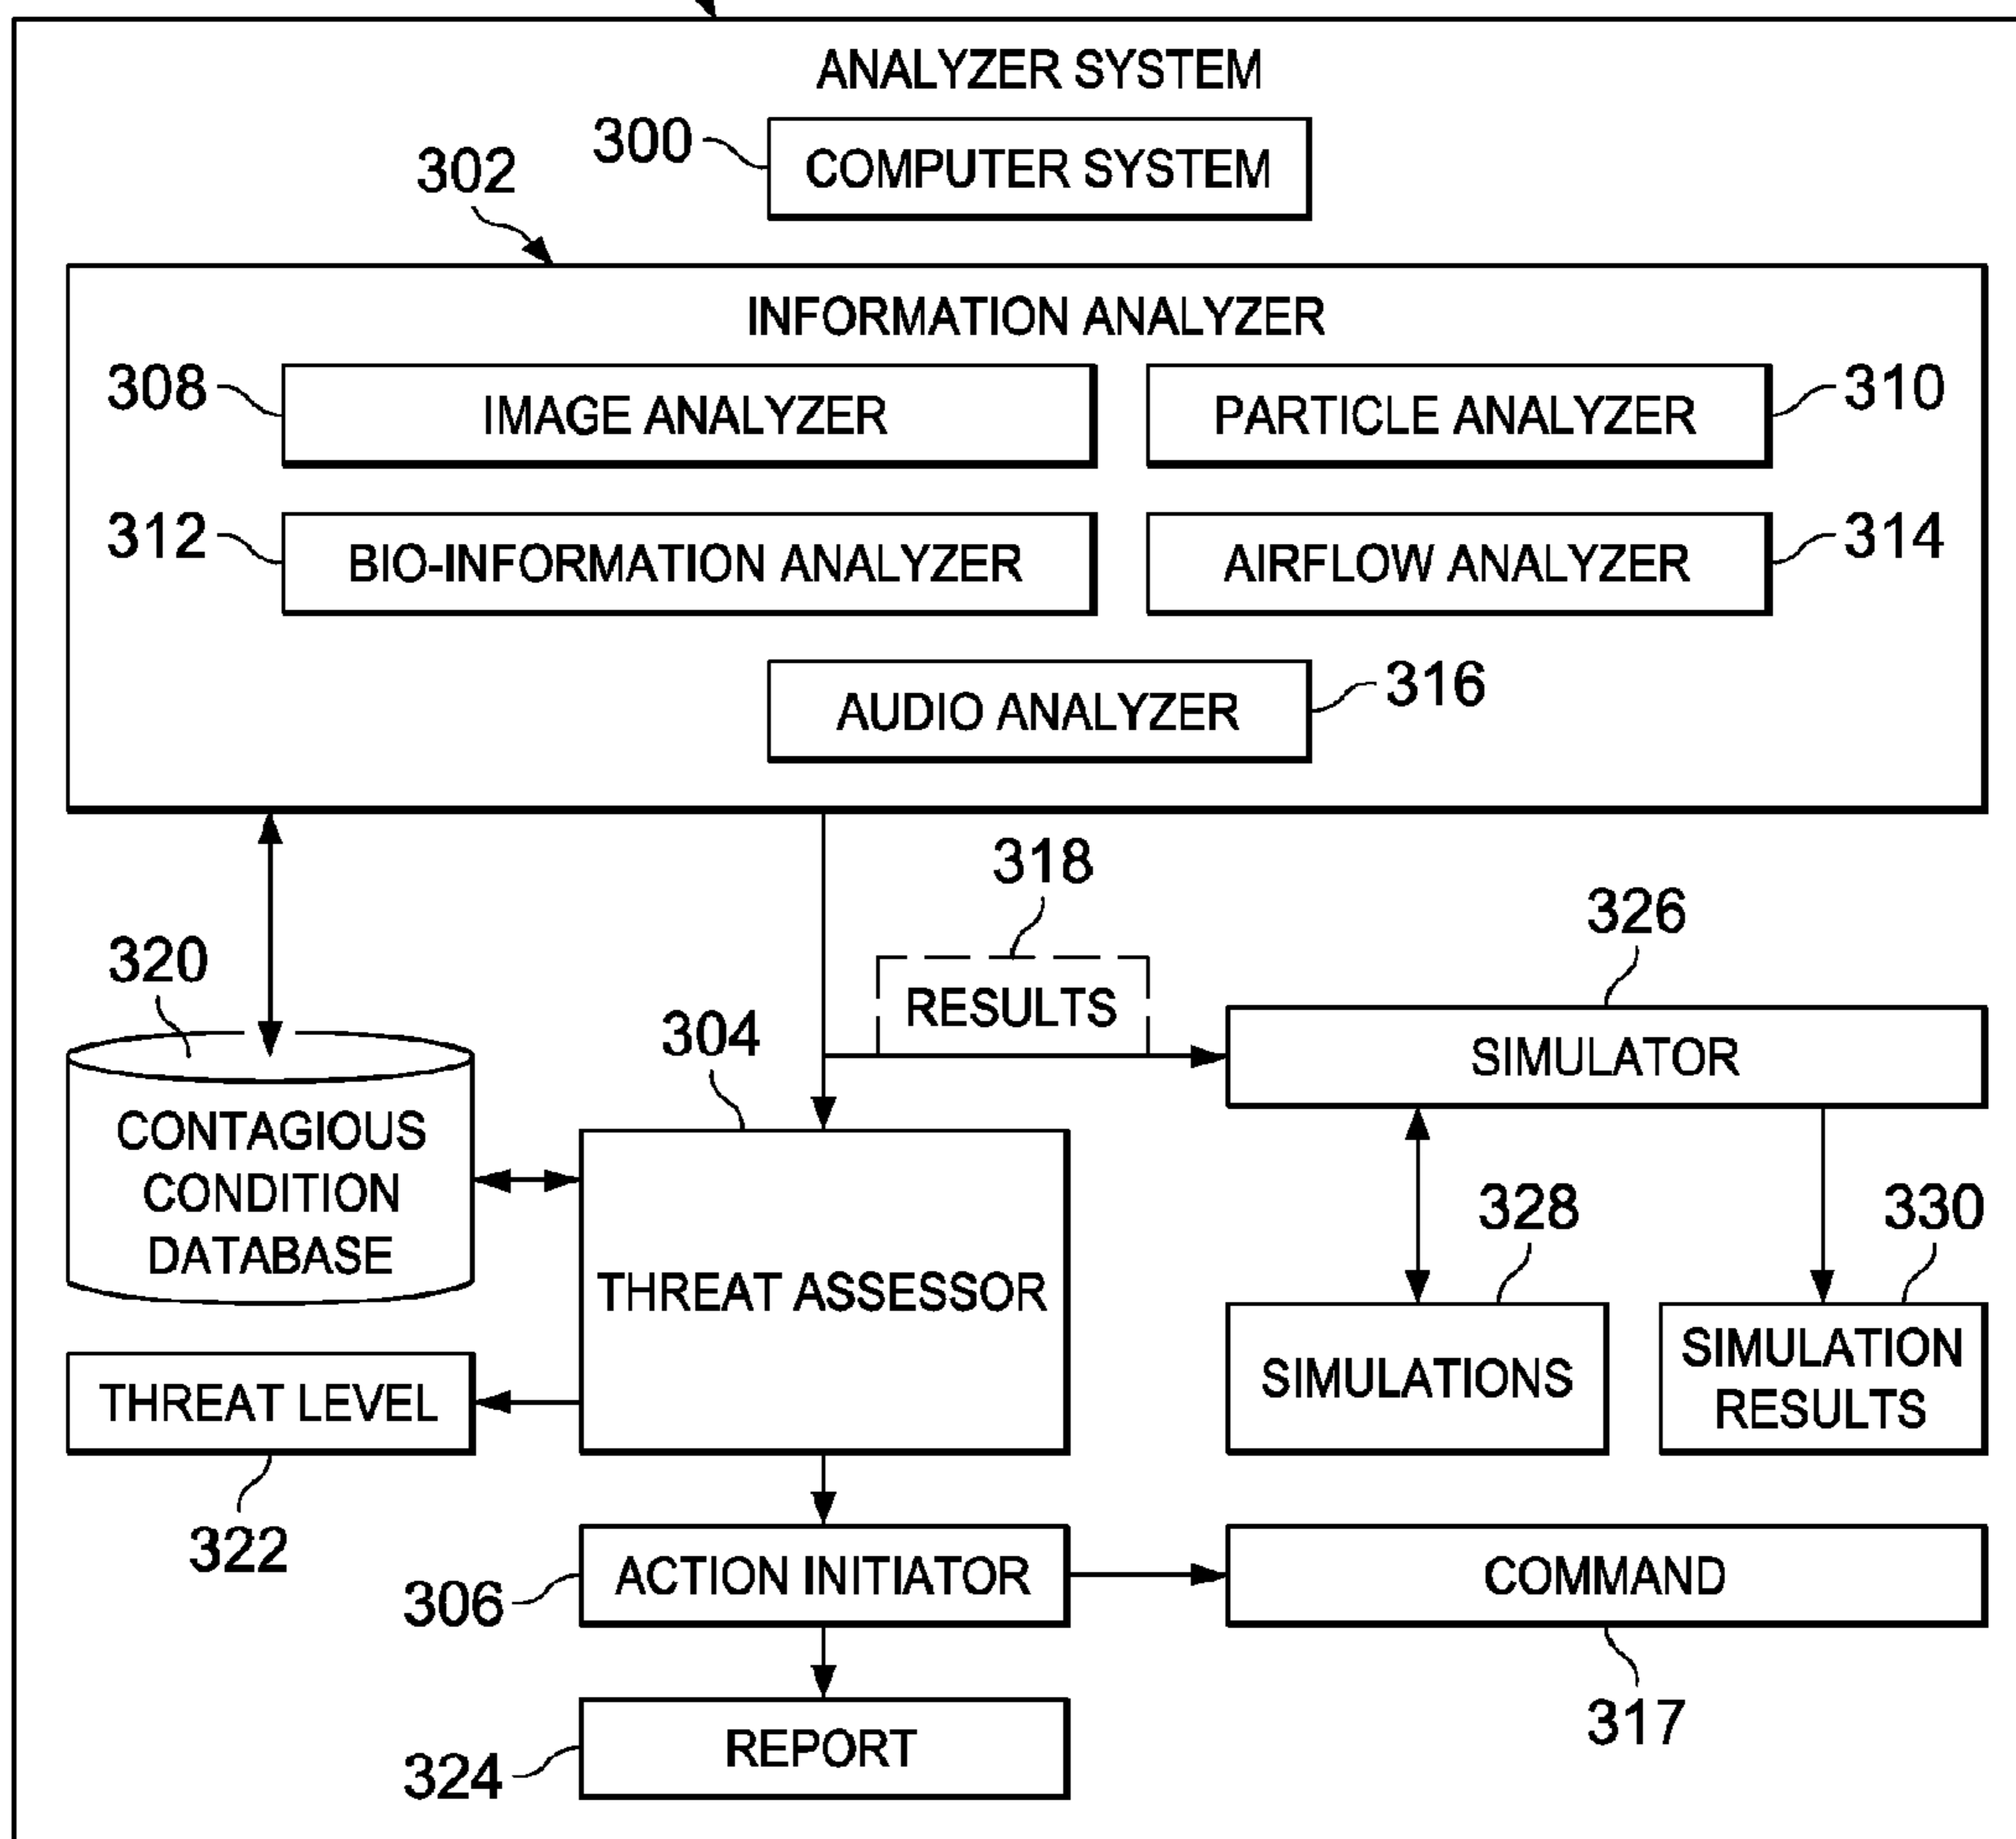 ANALYZER SYSTEM
300
COMPUTER SYSTEM
302
INFORMATION ANALYZER
308
IMAGE ANALYZER
PARTICLE ANALYZER
310
312
BIO-INFORMATION ANALYZER
AIRFLOW ANALYZER
314
AUDIO ANALYZER
316
318
RESULTS
326
SIMULATOR
320
CONTAGIOUS
CONDITION
DATABASE
304
THREAT ASSESSOR
328
SIMULATIONS
330
SIMULATION
RESULTS
THREAT LEVEL
322
306
ACTION INITIATOR
COMMAND
317
324
REPORT